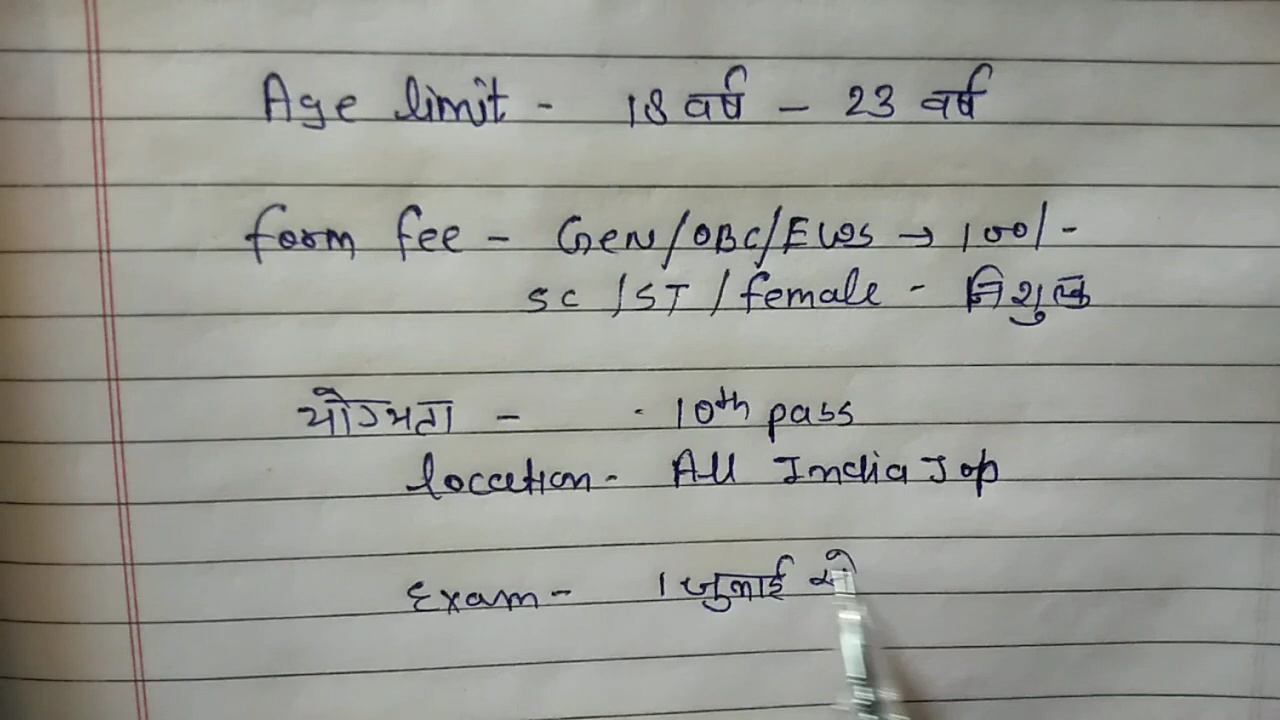 Age limit - 18 वर्ष - 23 वर्ष
form fee - Gen/OBC/EWS → 100/-
SC/ST/female - निशुल्
योग्यता - 10th pass
location - All India Jop
Exam - 1 जुलाई से